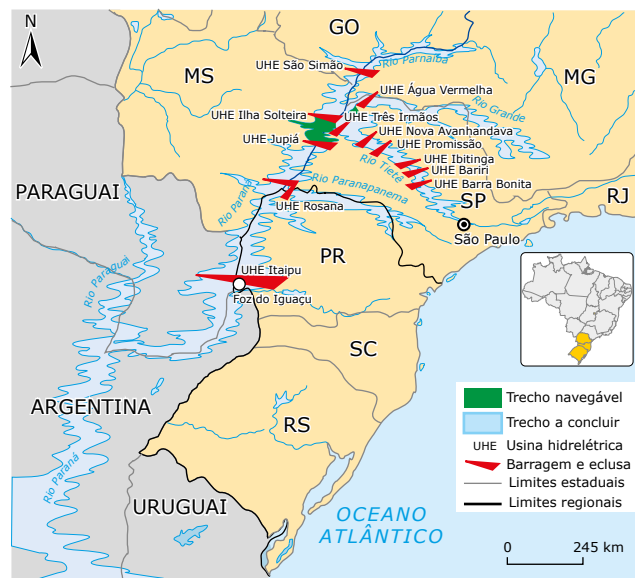 N
GO
MS
MG
UHE São Simão
Rio Parnaíba
UHE Água Vermelha
Rio Grande
UHE Ilha Solteira
UHE Três Irmãos
UHE Jupiá
UHE Nova Avanhandava
UHE Promissão
UHE Ibitinga
UHE Bariri
UHE Barra Bonita
Rio Tietê
Rio Paranapanema
Rio Paraná
UHE Rosana
SP
RJ
São Paulo
PARAGUAI
Rio Paraguai
PR
UHE Itaipu
Foz do Iguaçu
SC
ARGENTINA
RS
Rio Paraná
URUGUAI
OCEANO
ATLÂNTICO
Trecho navegável
Trecho a concluir
UHE Usina hidrelétrica
Barragem e eclusa
Limites estaduais
Limites regionais
0 245 km